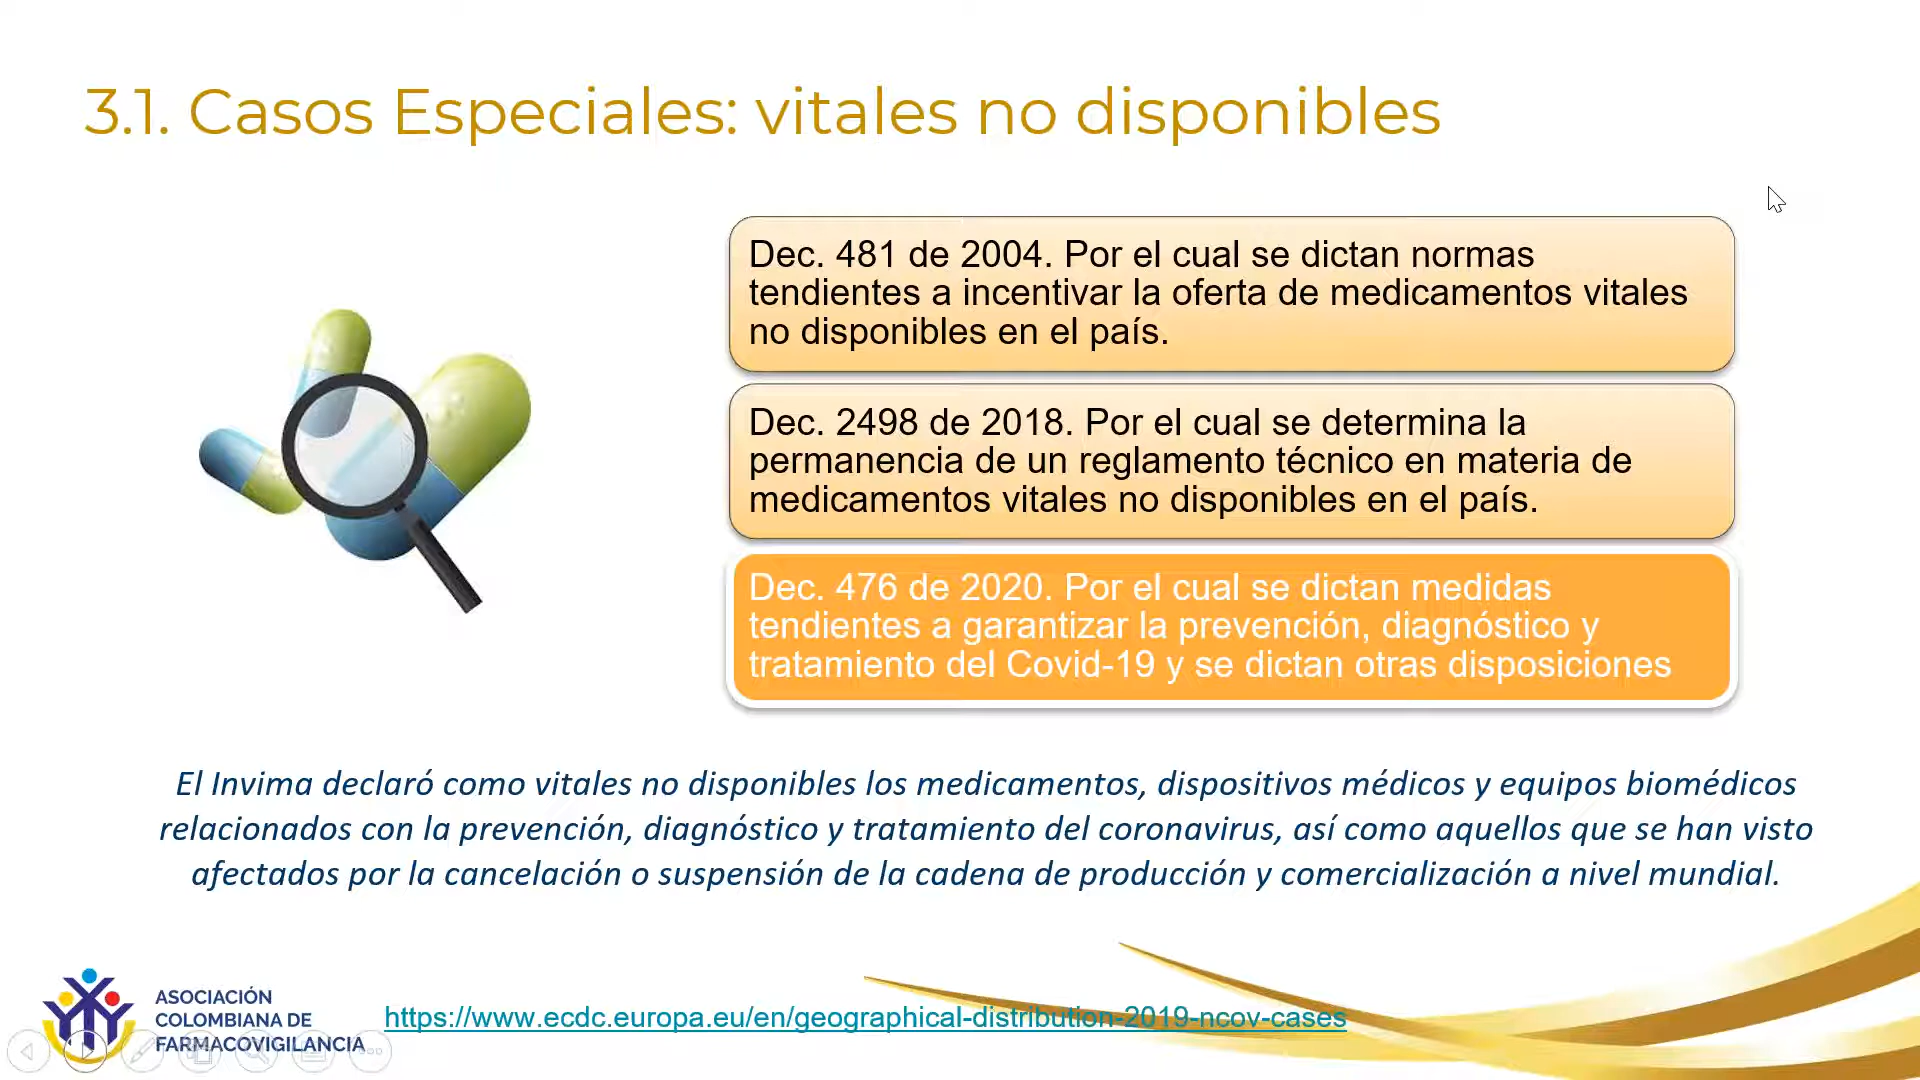 3.1. Casos Especiales: vitales no disponibles
Dec. 481 de 2004. Por el cual se dictan normas
tendientes a incentivar la oferta de medicamentos vitales
no disponibles en el país.
Dec. 2498 de 2018. Por el cual se determina la
permanencia de un reglamento técnico en materia de
medicamentos vitales no disponibles en el país.
Dec. 476 de 2020. Por el cual se dictan medidas
tendientes a garantizar la prevención, diagnóstico y
tratamiento del Covid-19 y se dictan otras disposiciones
El Invima declaró como vitales no disponibles los medicamentos, dispositivos médicos y equipos biomédicos
relacionados con la prevención, diagnóstico y tratamiento del coronavirus, así como aquellos que se han visto
afectados por la cancelación o suspensión de la cadena de producción y comercialización a nivel mundial.
ASOCIACIÓN
COLOMBIANA DE
FARMACOVIGILANCIA
https://www.ecdc.europa.eu/en/geographical-distribution-2019-ncov-cases